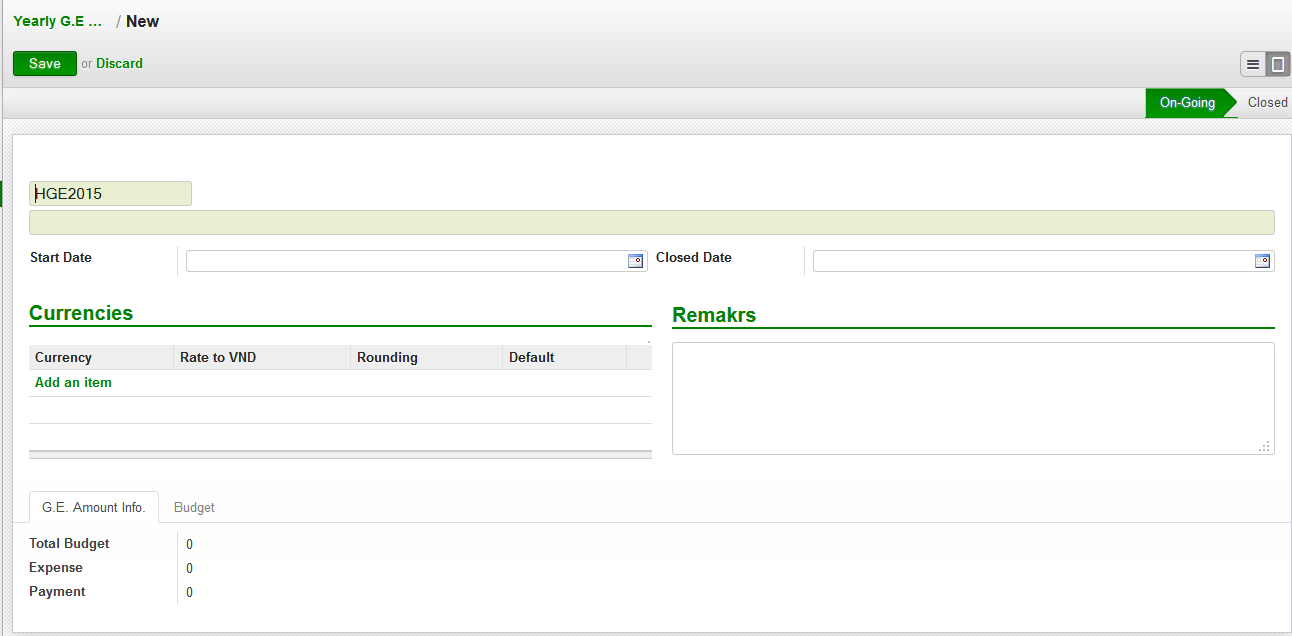 Yearly G.E ... / New
Save or Discard
On-Going Closed
HGE2015
Start Date Closed Date
Currencies
Remakrs
Currency Rate to VND Rounding Default
Add an item
G.E. Amount Info. Budget
Total Budget 0
Expense 0
Payment 0